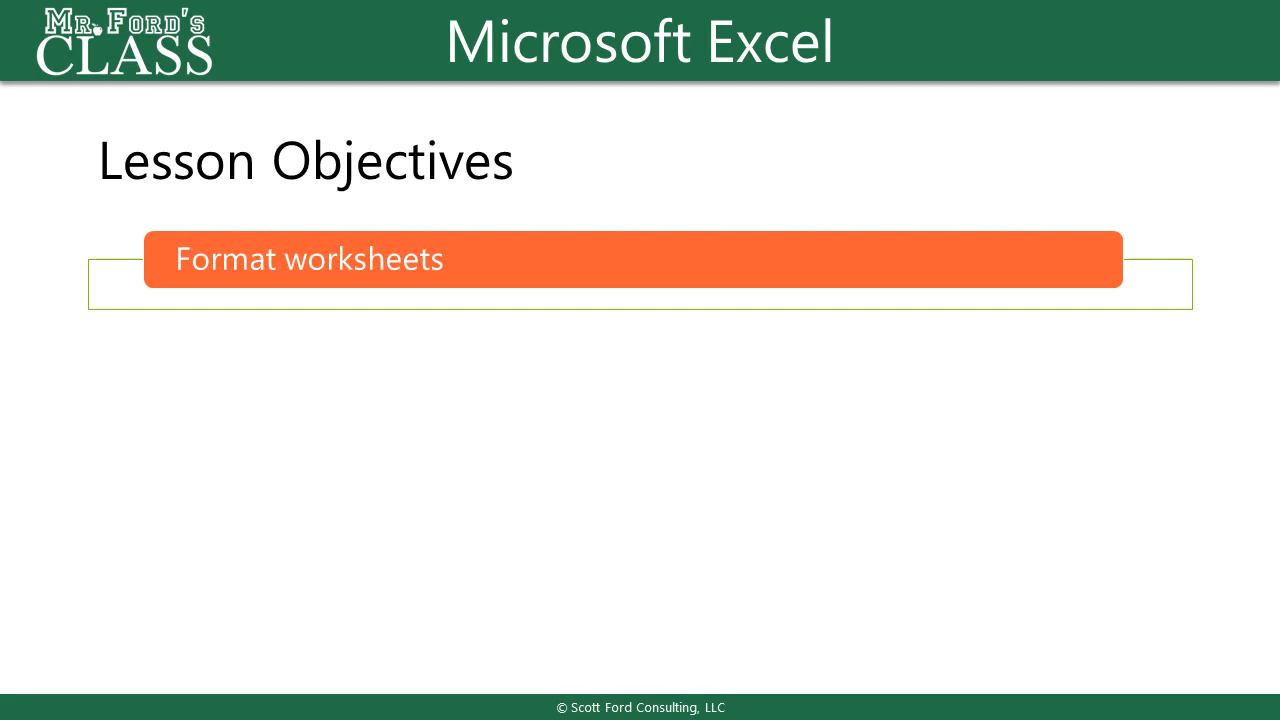 Mr. Ford's
CLASS
Microsoft Excel
Lesson Objectives
Format worksheets
© Scott Ford Consulting, LLC